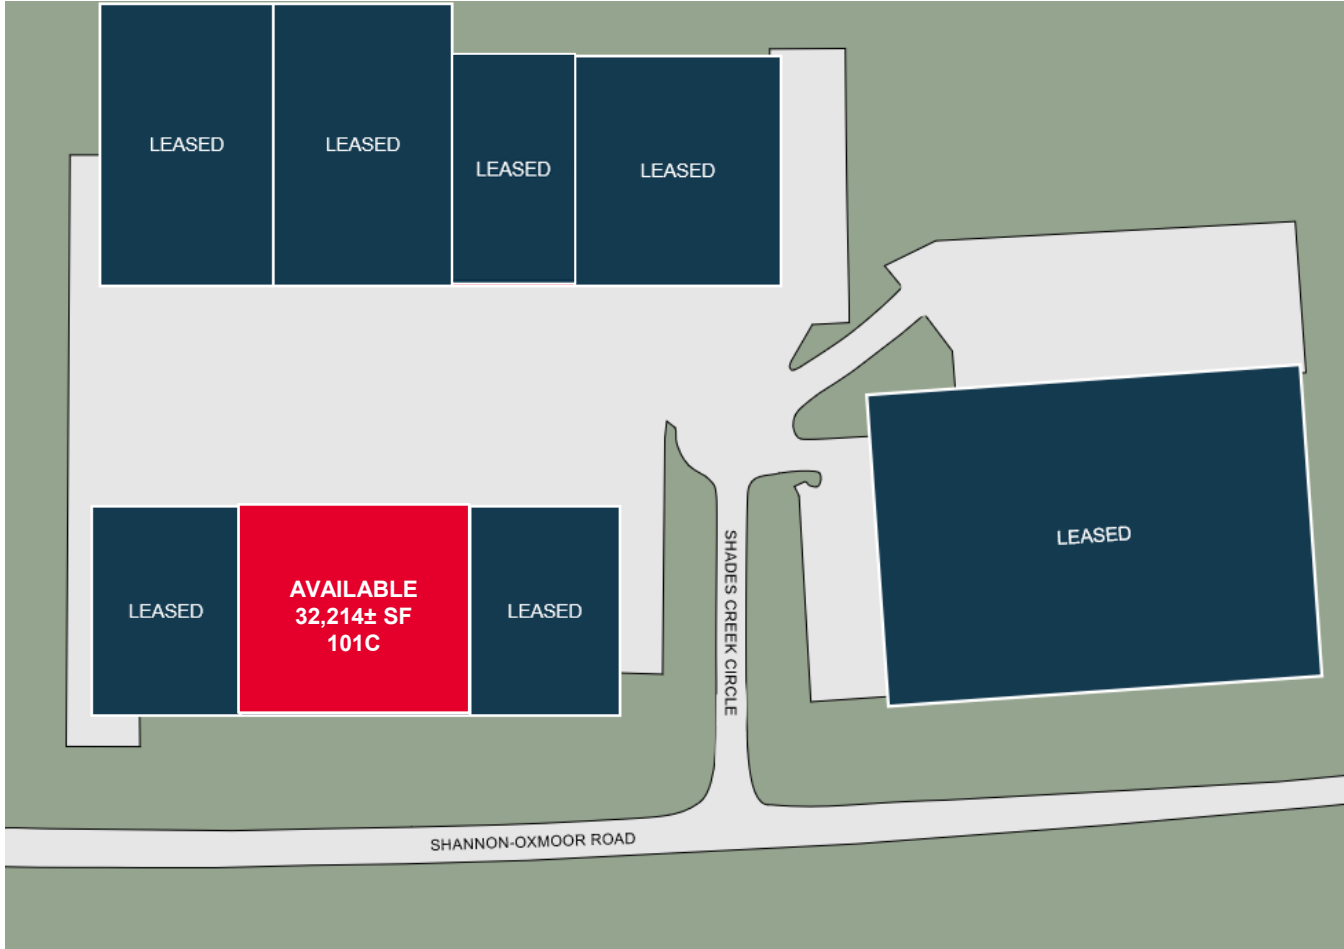 LEASED
LEASED
LEASED
LEASED
LEASED
AVAILABLE
32,214± SF
101C
LEASED
SHADES CREEK CIRCLE
LEASED
SHANNON-OXMOOR ROAD